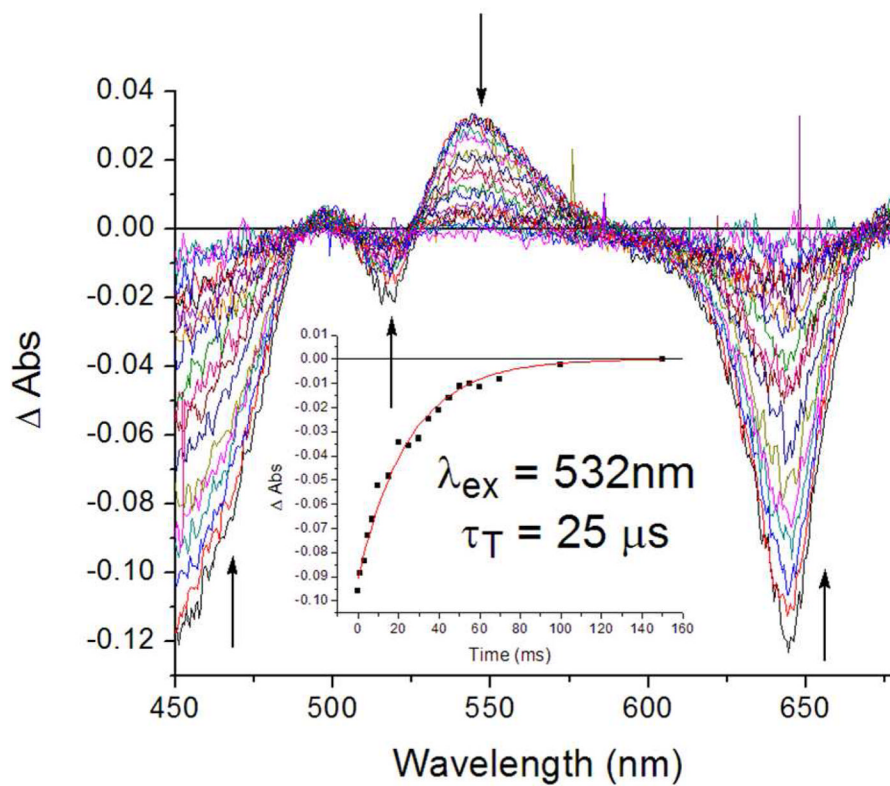 0.04
0.02
0.00
-0.02
-0.04
-0.06
-0.08
-0.10
-0.12
Δ Abs
450 500 550 600 650
Wavelength (nm)
0.01
0.00
-0.01
-0.02
-0.03
-0.04
-0.05
-0.06
-0.07
-0.08
-0.09
-0.10
Δ Abs
0 20 40 60 80 100 120 140 160
Time (ms)
λex = 532nm
τT = 25 μs